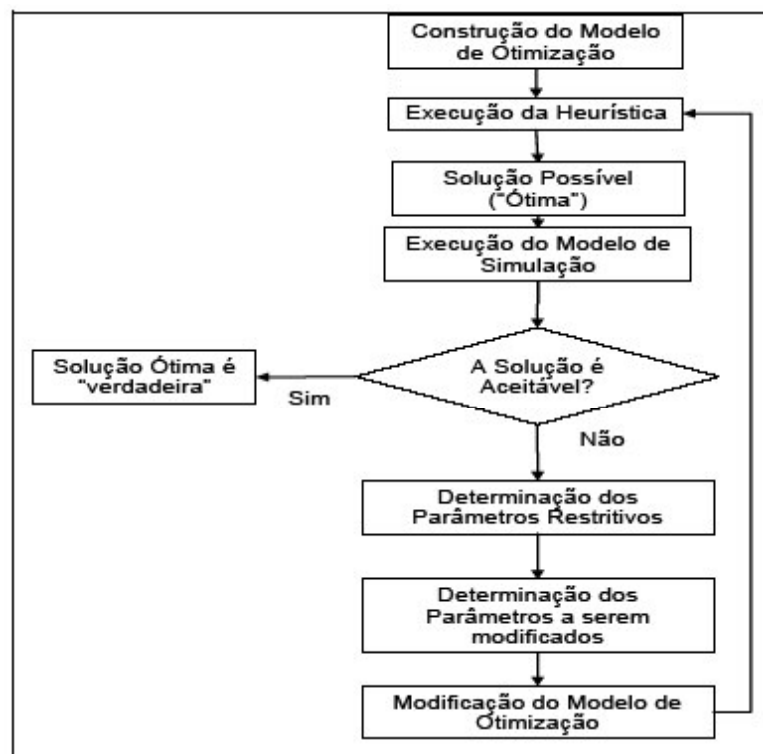 Construção do Modelo
de Otimização
Execução da Heurística
Solução Possível
("Ótima")
Execução do Modelo de
Simulação
A Solução é
Aceitável?
Solução Ótima é
"verdadeira"
Sim
Não
Determinação dos
Parâmetros Restritivos
Determinação dos
Parâmetros a serem
modificados
Modificação do Modelo de
Otimização